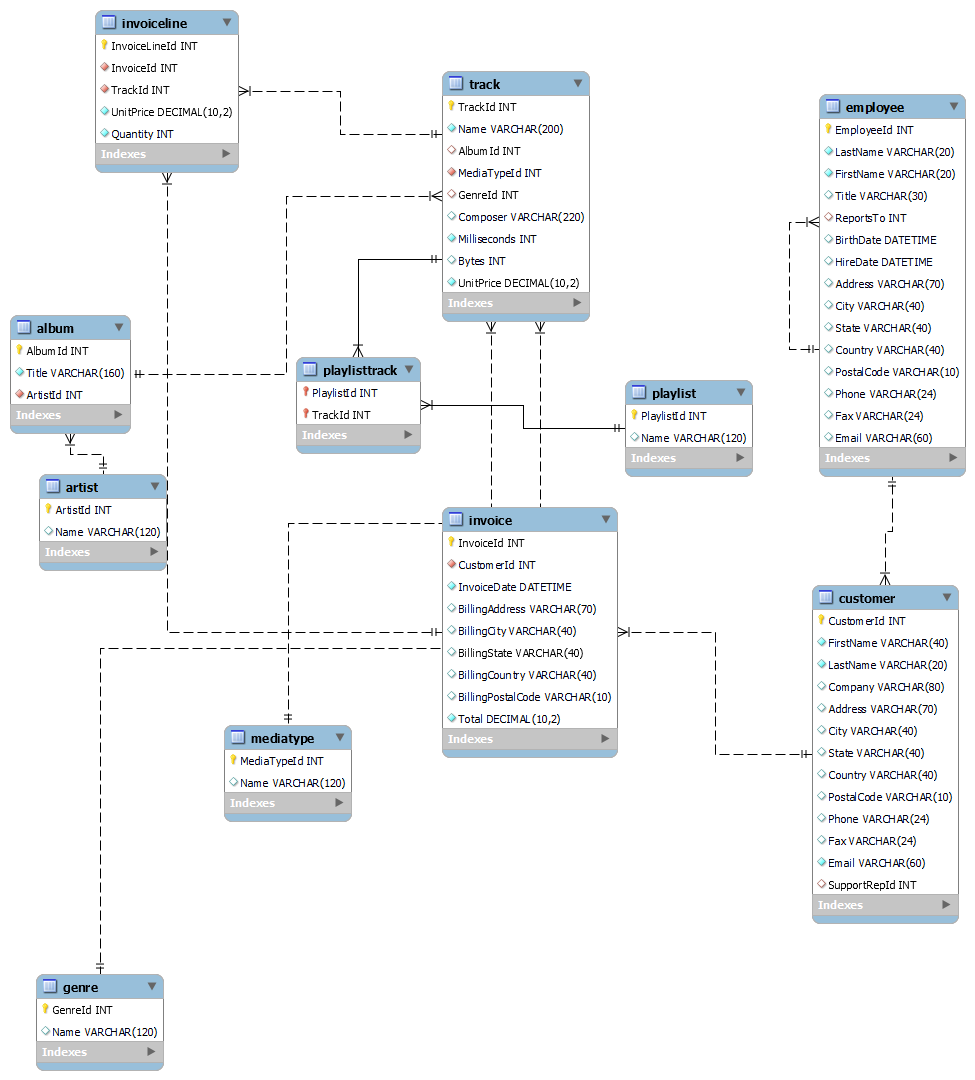 invoiceline
InvoiceLineId INT
InvoiceId INT
TrackId INT
UnitPrice DECIMAL(10,2)
Quantity INT
Indexes
track
TrackId INT
Name VARCHAR(200)
AlbumId INT
MediaTypeId INT
GenreId INT
Composer VARCHAR(220)
Milliseconds INT
Bytes INT
UnitPrice DECIMAL(10,2)
Indexes
employee
EmployeeId INT
LastName VARCHAR(20)
FirstName VARCHAR(20)
Title VARCHAR(30)
ReportsTo INT
BirthDate DATETIME
HireDate DATETIME
Address VARCHAR(70)
City VARCHAR(40)
State VARCHAR(40)
Country VARCHAR(40)
PostalCode VARCHAR(10)
Phone VARCHAR(24)
Fax VARCHAR(24)
Email VARCHAR(60)
Indexes
album
AlbumId INT
Title VARCHAR(160)
ArtistId INT
Indexes
playlisttrack
PlaylistId INT
TrackId INT
Indexes
playlist
PlaylistId INT
Name VARCHAR(120)
Indexes
artist
ArtistId INT
Name VARCHAR(120)
Indexes
invoice
InvoiceId INT
CustomerId INT
InvoiceDate DATETIME
BillingAddress VARCHAR(70)
BillingCity VARCHAR(40)
BillingState VARCHAR(40)
BillingCountry VARCHAR(40)
BillingPostalCode VARCHAR(10)
Total DECIMAL(10,2)
Indexes
customer
CustomerId INT
FirstName VARCHAR(40)
LastName VARCHAR(20)
Company VARCHAR(80)
Address VARCHAR(70)
City VARCHAR(40)
State VARCHAR(40)
Country VARCHAR(40)
PostalCode VARCHAR(10)
Phone VARCHAR(24)
Fax VARCHAR(24)
Email VARCHAR(60)
SupportRepId INT
Indexes
mediatype
MediaTypeId INT
Name VARCHAR(120)
Indexes
genre
GenreId INT
Name VARCHAR(120)
Indexes